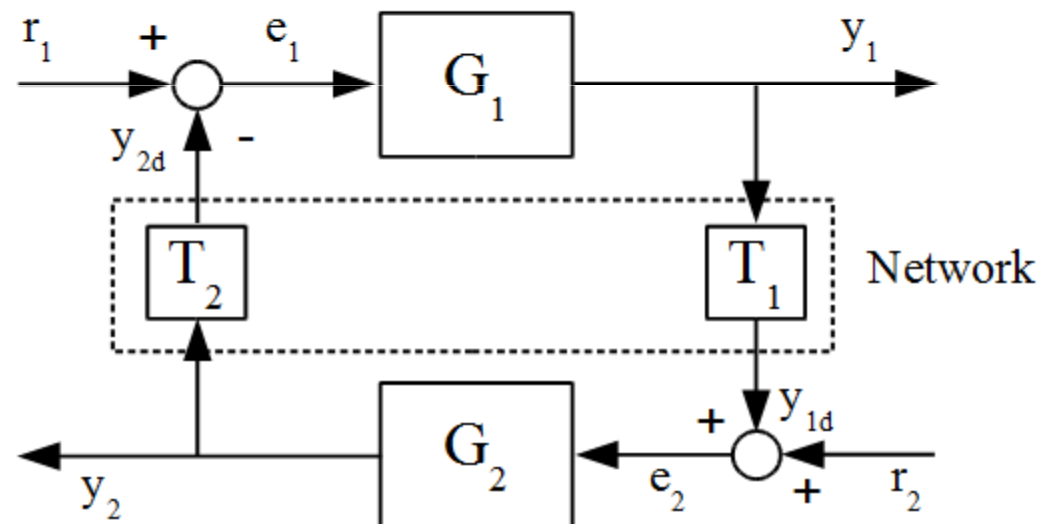 r₁ + e₁ G₁ y₁
y₂d -
T₂ T₁ Network
+ y₁d
y₂ G₂ e₂ + r₂